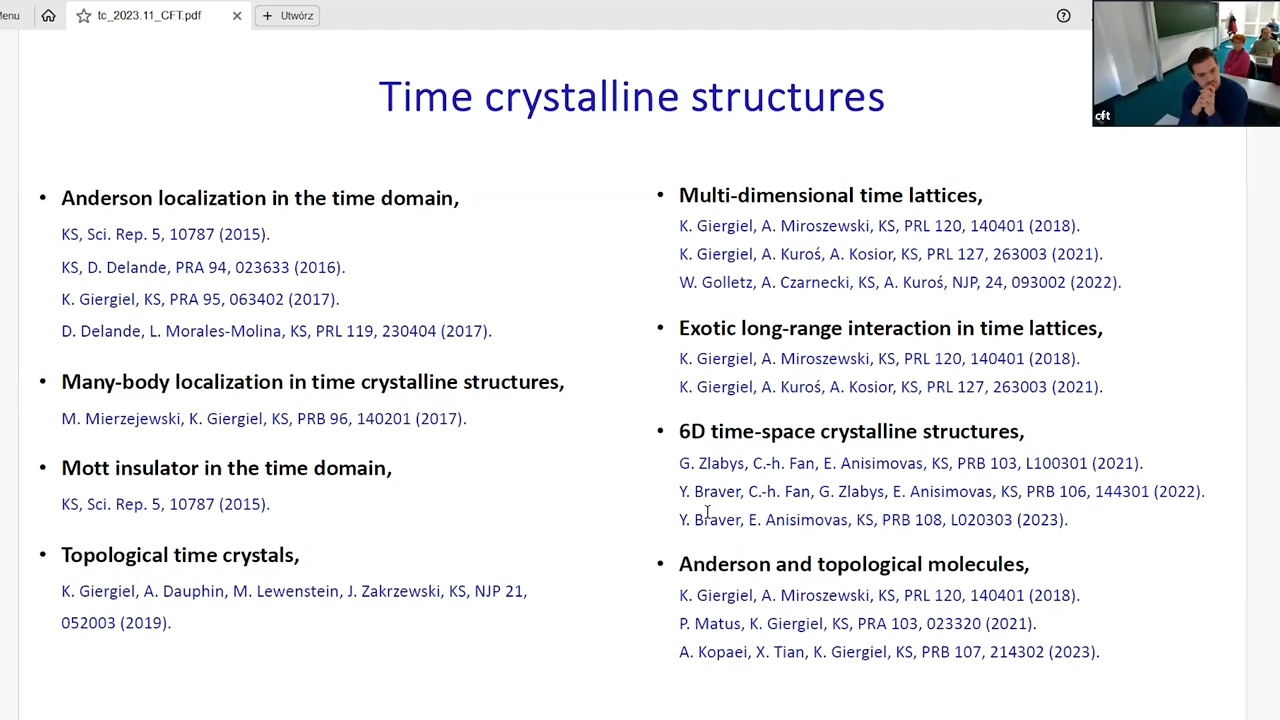 Menu
tc_2023.11_CFT.pdf
Utwórz
cft
Time crystalline structures
• Anderson localization in the time domain,
KS, Sci. Rep. 5, 10787 (2015).
KS, D. Delande, PRA 94, 023633 (2016).
K. Giergiel, KS, PRA 95, 063402 (2017).
D. Delande, L. Morales-Molina, KS, PRL 119, 230404 (2017).
• Many-body localization in time crystalline structures,
M. Mierzejewski, K. Giergiel, KS, PRB 96, 140201 (2017).
• Mott insulator in the time domain,
KS, Sci. Rep. 5, 10787 (2015).
• Topological time crystals,
K. Giergiel, A. Dauphin, M. Lewenstein, J. Zakrzewski, KS, NJP 21,
052003 (2019).
• Multi-dimensional time lattices,
K. Giergiel, A. Miroszewski, KS, PRL 120, 140401 (2018).
K. Giergiel, A. Kuroś, A. Kosior, KS, PRL 127, 263003 (2021).
W. Golletz, A. Czarnecki, KS, A. Kuroś, NJP, 24, 093002 (2022).
• Exotic long-range interaction in time lattices,
K. Giergiel, A. Miroszewski, KS, PRL 120, 140401 (2018).
K. Giergiel, A. Kuroś, A. Kosior, KS, PRL 127, 263003 (2021).
• 6D time-space crystalline structures,
G. Zlabys, C.-h. Fan, E. Anisimovas, KS, PRB 103, L100301 (2021).
Y. Braver, C.-h. Fan, G. Zlabys, E. Anisimovas, KS, PRB 106, 144301 (2022).
Y. Braver, E. Anisimovas, KS, PRB 108, L020303 (2023).
• Anderson and topological molecules,
K. Giergiel, A. Miroszewski, KS, PRL 120, 140401 (2018).
P. Matus, K. Giergiel, KS, PRA 103, 023320 (2021).
A. Kopaei, X. Tian, K. Giergiel, KS, PRB 107, 214302 (2023).